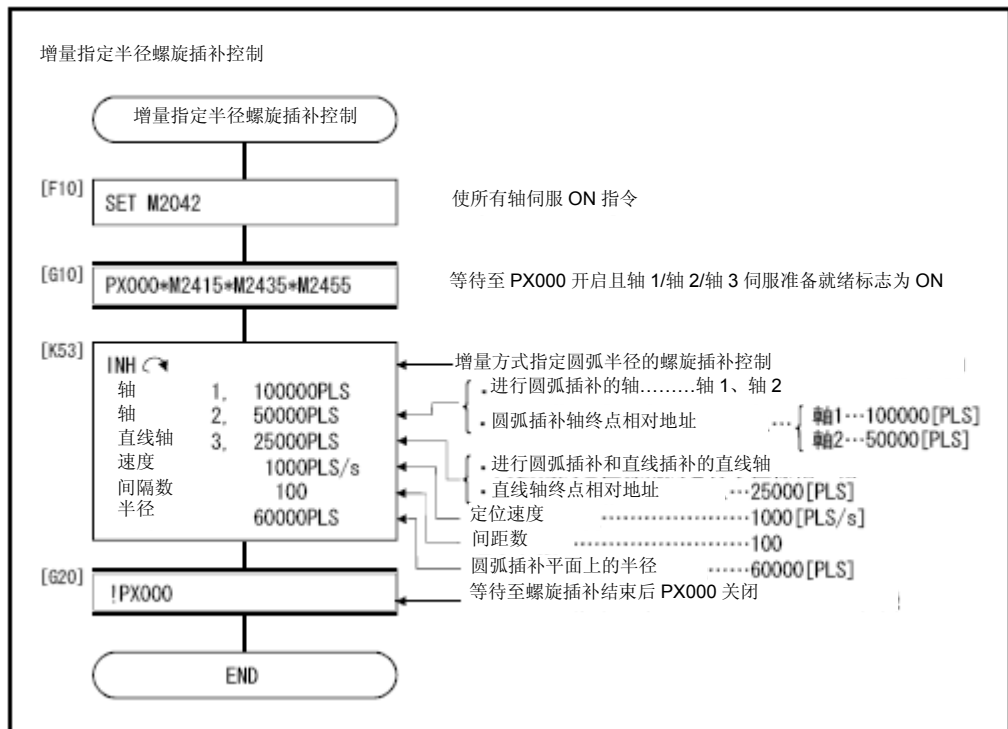 增量指定半径螺旋插补控制
增量指定半径螺旋插补控制
[F10] SET M2042 使所有轴伺服 ON 指令
[G10] PX000*M2415*M2435*M2455 等待至 PX000 开启且轴 1/轴 2/轴 3 伺服准备就绪标志为 ON
[K53] INH 增量方式指定圆弧半径的螺旋插补控制
轴 1, 100000PLS
轴 2, 50000PLS
直线轴 3, 25000PLS
速度 1000PLS/s
间隔数 100
半径 60000PLS
进行圆弧插补的轴………轴 1、轴 2
圆弧插补轴终点相对地址 … 軸1…100000[PLS]
軸2…50000[PLS]
进行圆弧插补和直线插补的直线轴
直线轴终点相对地址 …25000[PLS]
定位速度 ……………………1000[PLS/s]
间距数 ……………………100
圆弧插补平面上的半径 ……60000[PLS]
[G20] !PX000 等待至螺旋插补结束后 PX000 关闭
END